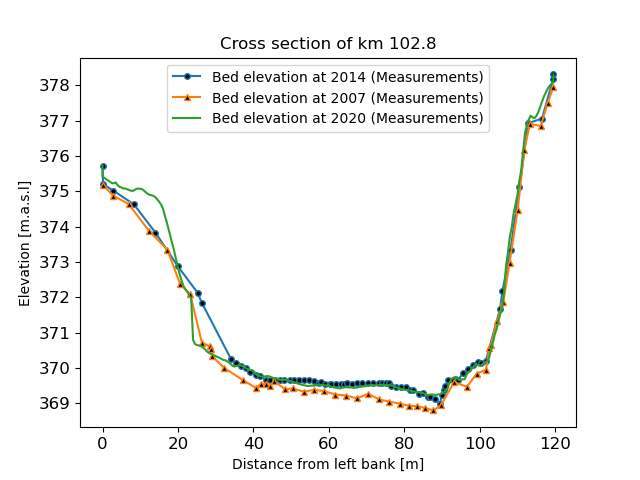 Cross section of km 102.8
Bed elevation at 2014 (Measurements)
Bed elevation at 2007 (Measurements)
Bed elevation at 2020 (Measurements)
Elevation [m.a.s.l]
378
377
376
375
374
373
372
371
370
369
0 20 40 60 80 100 120
Distance from left bank [m]